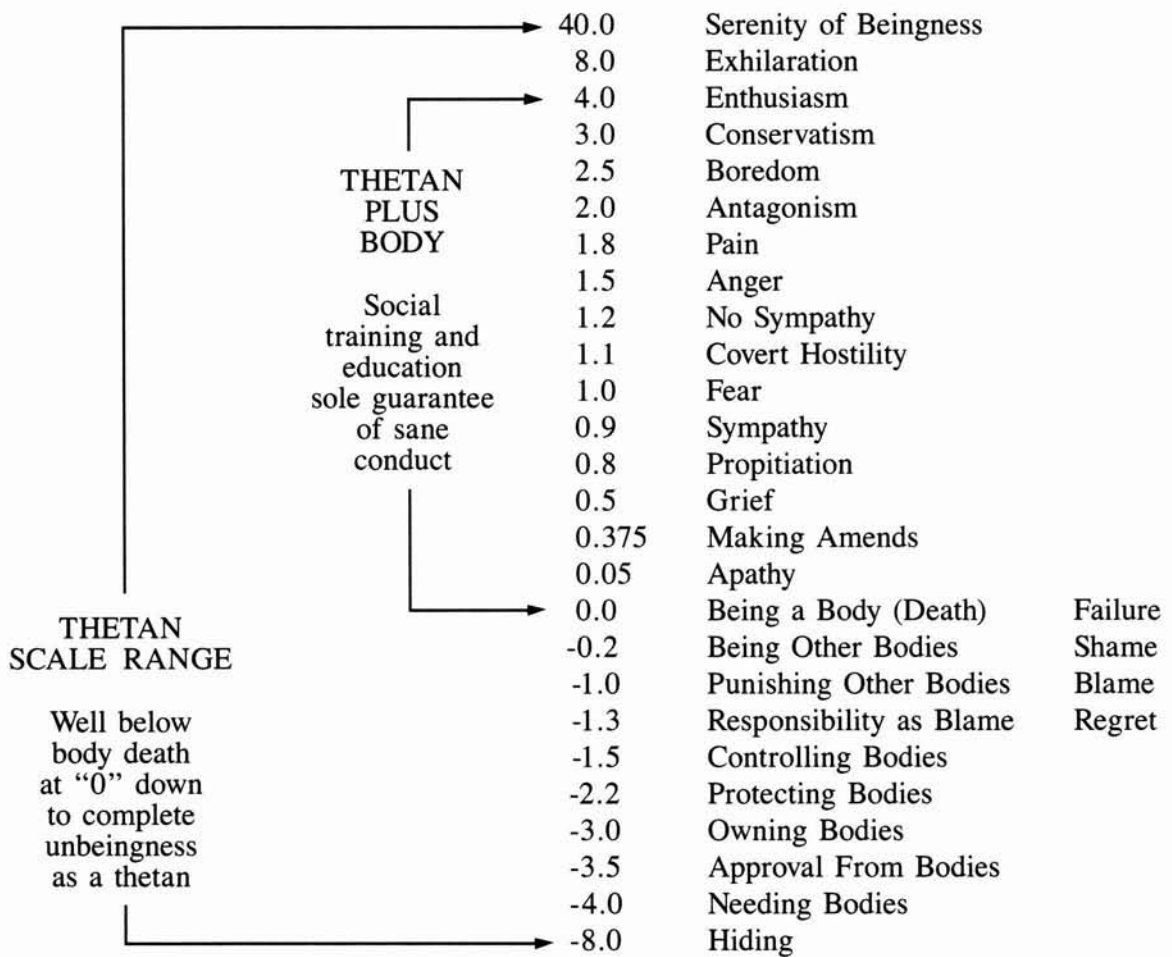 40.0 Serenity of Beingness
8.0 Exhilaration
4.0 Enthusiasm
3.0 Conservatism
2.5 Boredom
2.0 Antagonism
1.8 Pain
1.5 Anger
1.2 No Sympathy
1.1 Covert Hostility
1.0 Fear
0.9 Sympathy
0.8 Propitiation
0.5 Grief
0.375 Making Amends
0.05 Apathy
0.0 Being a Body (Death) Failure
-0.2 Being Other Bodies Shame
-1.0 Punishing Other Bodies Blame
-1.3 Responsibility as Blame Regret
-1.5 Controlling Bodies
-2.2 Protecting Bodies
-3.0 Owning Bodies
-3.5 Approval From Bodies
-4.0 Needing Bodies
-8.0 Hiding
THETAN
PLUS
BODY
Social
training and
education
sole guarantee
of sane
conduct
THETAN
SCALE RANGE
Well below
body death
at “0” down
to complete
unbeingness
as a thetan